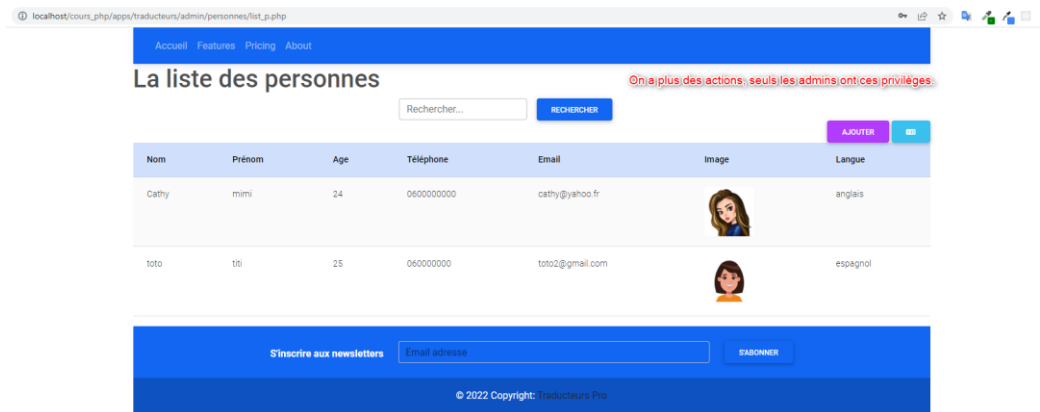 localhost/cours_php/apps/traducteurs/admin/personnes/list_p.php
Accueil Features Pricing About
La liste des personnes
On a plus des actions, seuls les admins ont ces privilèges.
Rechercher... RECHERCHER
AJOUTER
Nom Prénom Age Téléphone Email Image Langue
Cathy mimi 24 0600000000 cathy@yahoo.fr anglais
toto titi 25 060000000 toto2@gmail.com espagnol
S'inscrire aux newsletters Email adresse S'ABONNER
© 2022 Copyright: Traducteurs Pro